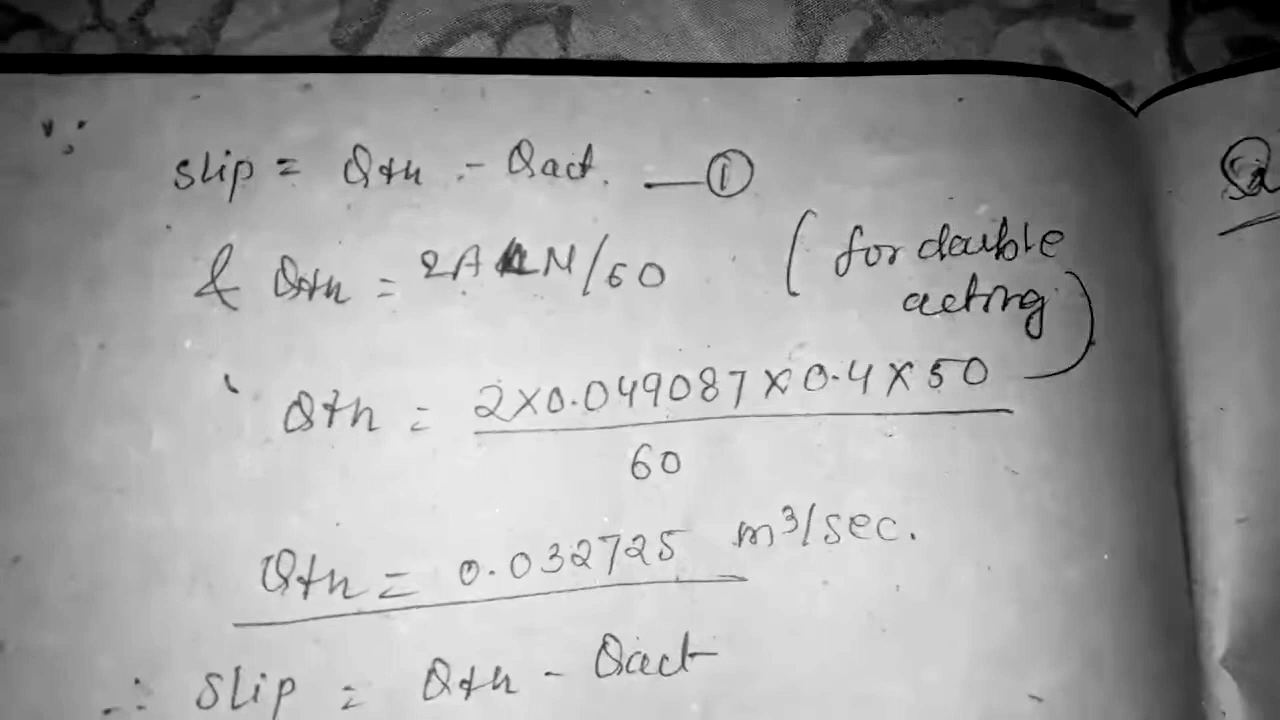 ∵
slip = Qth - Qact. —①
& Qth = 2ALN/60 (for double
acting)
Qth = 2×0.049087×0.4×50
60
Qth = 0.032725 m³/sec.
∴ slip = Qth - Qact